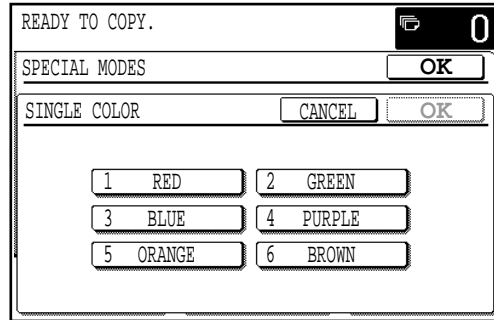 READY TO COPY. 0
SPECIAL MODES OK
SINGLE COLOR CANCEL OK
1 RED 2 GREEN
3 BLUE 4 PURPLE
5 ORANGE 6 BROWN